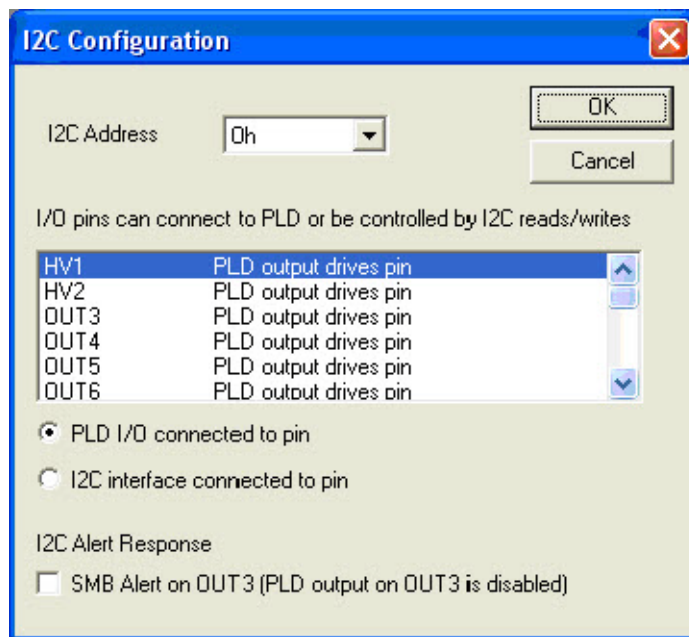 I2C Configuration
I2C Address
0h
OK
Cancel
I/O pins can connect to PLD or be controlled by I2C reads/writes
HV1 PLD output drives pin
HV2 PLD output drives pin
OUT3 PLD output drives pin
OUT4 PLD output drives pin
OUT5 PLD output drives pin
OUT6 PLD output drives pin
PLD I/O connected to pin
I2C interface connected to pin
I2C Alert Response
SMB Alert on OUT3 (PLD output on OUT3 is disabled)